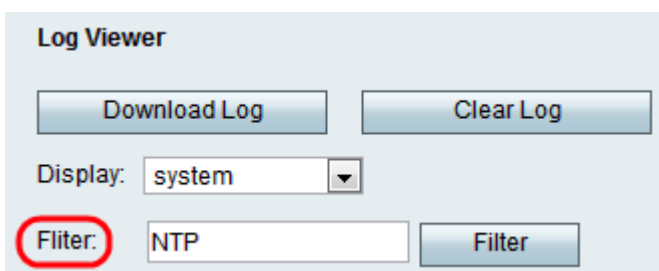 Log Viewer
Download Log Clear Log
Display: system
Fliter: NTP Filter